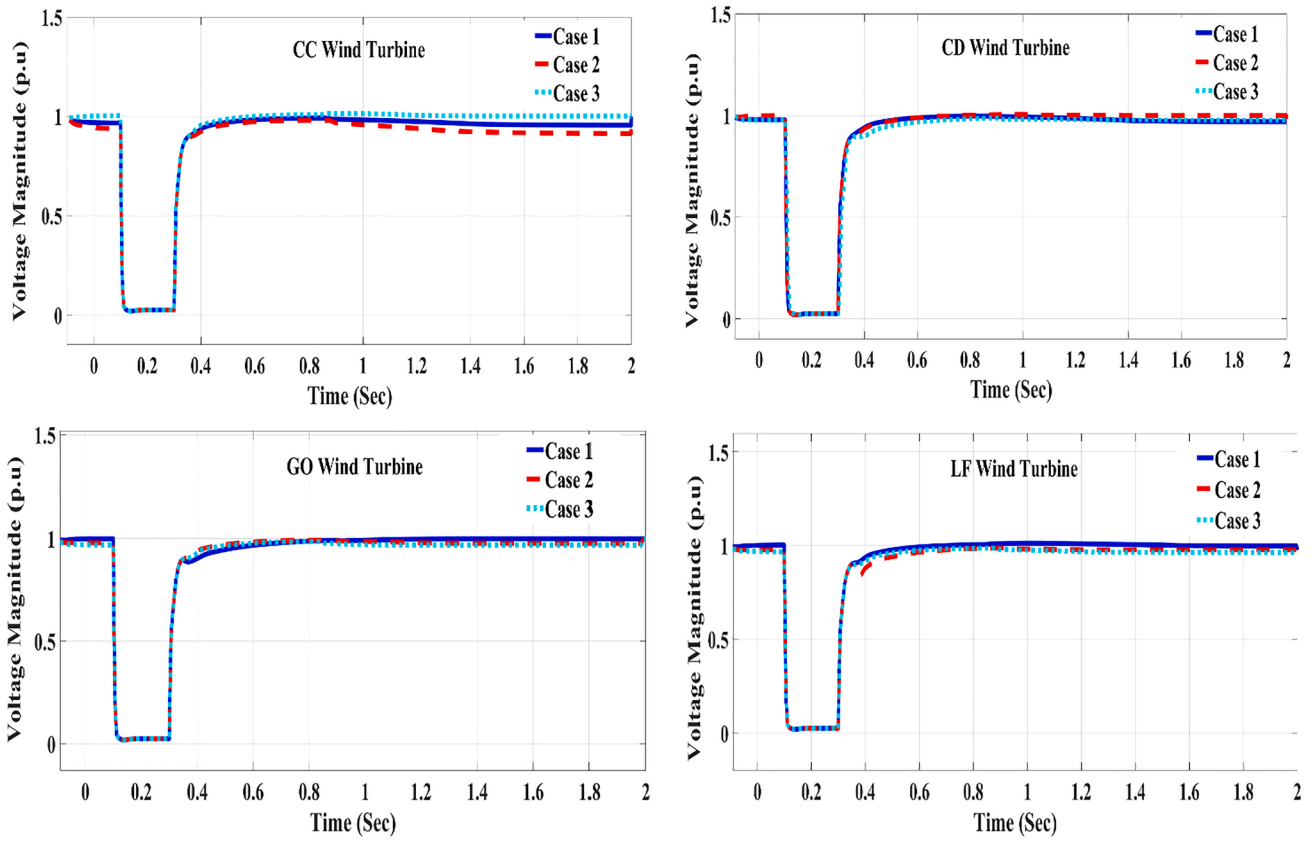 CC Wind Turbine
Case 1
Case 2
Case 3
1.5
1
0.5
0
Voltage Magnitude (p.u)
0 0.2 0.4 0.6 0.8 1 1.2 1.4 1.6 1.8 2
Time (Sec)
CD Wind Turbine
Case 1
Case 2
Case 3
1.5
1
0.5
0
Voltage Magnitude (p.u)
0 0.2 0.4 0.6 0.8 1 1.2 1.4 1.6 1.8 2
Time (Sec)
GO Wind Turbine
Case 1
Case 2
Case 3
1.5
1
0.5
0
Voltage Magnitude (p.u)
0 0.2 0.4 0.6 0.8 1 1.2 1.4 1.6 1.8 2
Time (Sec)
LF Wind Turbine
Case 1
Case 2
Case 3
1.5
1
0.5
0
Voltage Magnitude (p.u)
0 0.2 0.4 0.6 0.8 1 1.2 1.4 1.6 1.8 2
Time (Sec)